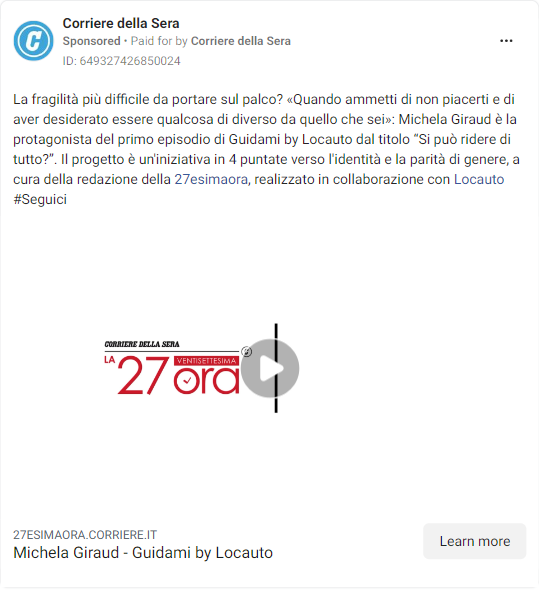 Corriere della Sera
Sponsored • Paid for by Corriere della Sera
ID: 649327426850024
La fragilità più difficile da portare sul palco? «Quando ammetti di non piacerti e di
aver desiderato essere qualcosa di diverso da quello che sei»: Michela Giraud è la
protagonista del primo episodio di Guidami by Locauto dal titolo “Si può ridere di
tutto?”. Il progetto è un'iniziativa in 4 puntate verso l'identità e la parità di genere, a
cura della redazione della 27esimaora, realizzato in collaborazione con Locauto
#Seguici
CORRIERE DELLA SERA
LA 27 VENTISETTESIMA ora
27ESIMAORA.CORRIERE.IT
Michela Giraud - Guidami by Locauto
Learn more